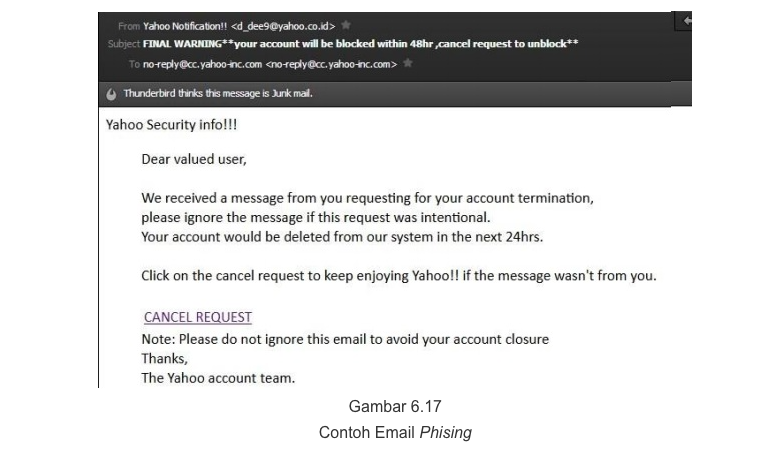 From Yahoo Notification!! <d_dee9@yahoo.co.id>
Subject FINAL WARNING**your account will be blocked within 48hr ,cancel request to unblock**
To no-reply@cc.yahoo-inc.com <no-reply@cc.yahoo-inc.com>
Thunderbird thinks this message is Junk mail.
Yahoo Security info!!!
Dear valued user,
We received a message from you requesting for your account termination,
please ignore the message if this request was intentional.
Your account would be deleted from our system in the next 24hrs.
Click on the cancel request to keep enjoying Yahoo!! if the message wasn't from you.
CANCEL REQUEST
Note: Please do not ignore this email to avoid your account closure
Thanks,
The Yahoo account team.
Gambar 6.17
Contoh Email Phising